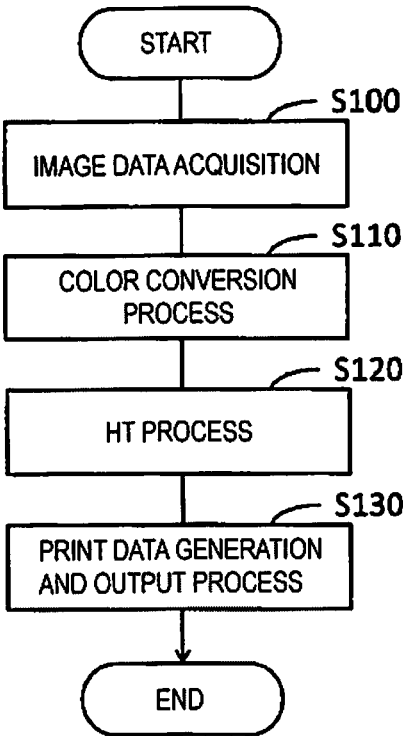 START
S100
IMAGE DATA ACQUISITION
S110
COLOR CONVERSION
PROCESS
S120
HT PROCESS
S130
PRINT DATA GENERATION
AND OUTPUT PROCESS
END